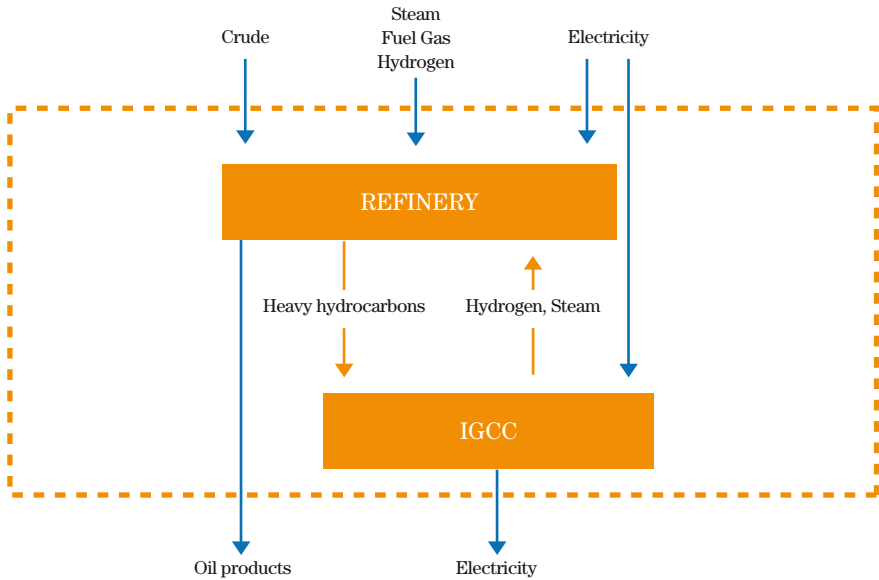 Crude
Steam
Fuel Gas
Hydrogen
Electricity
REFINERY
Heavy hydrocarbons
Hydrogen, Steam
IGCC
Oil products
Electricity